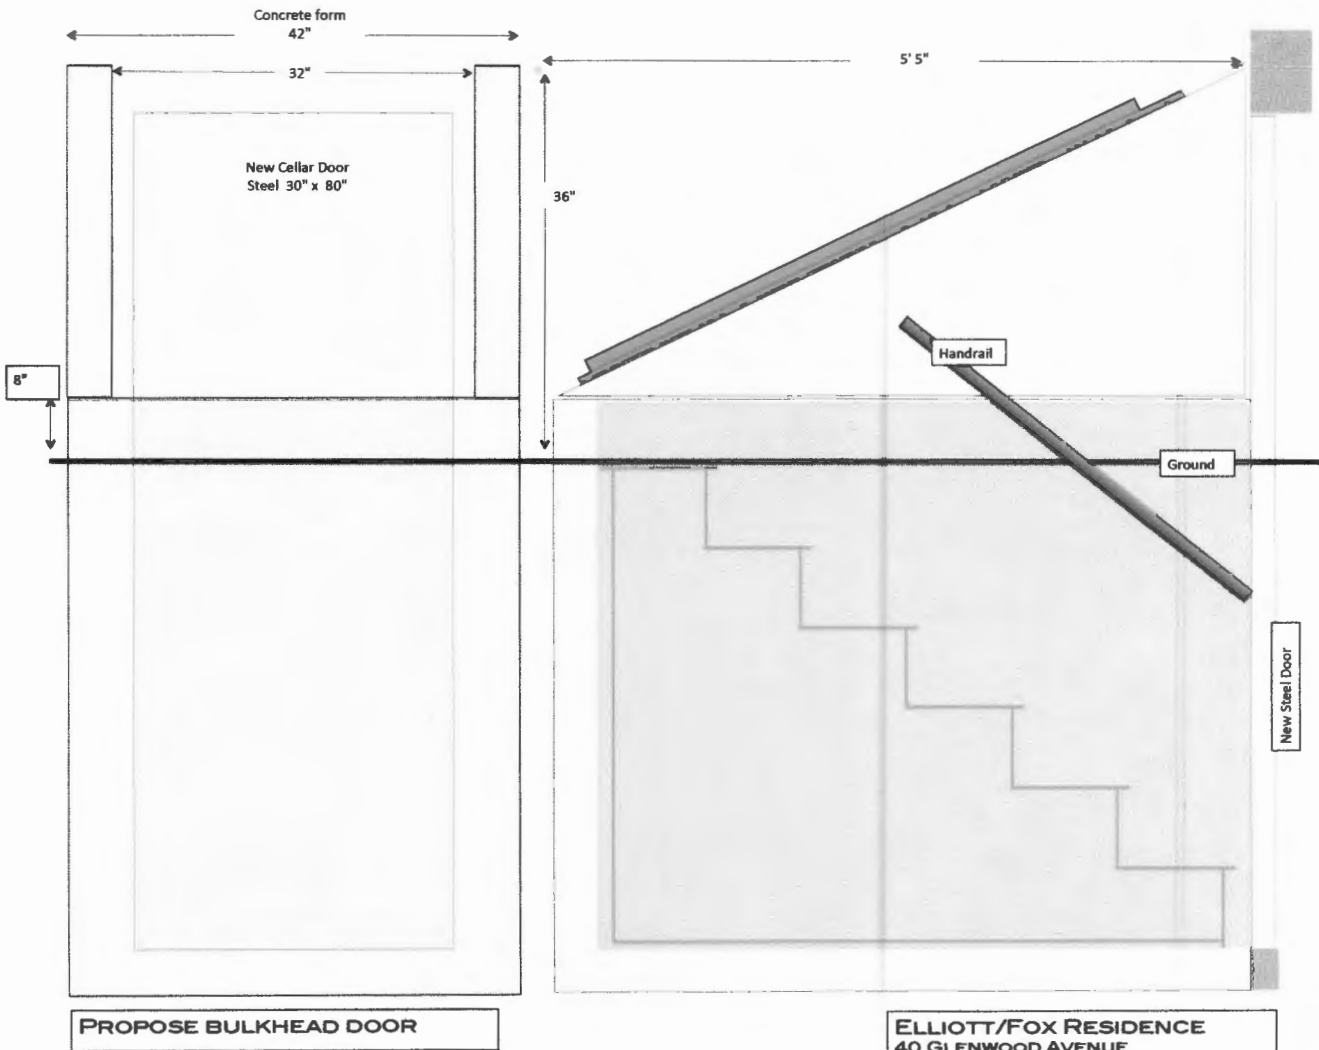 Concrete form
42"
32"
5' 5"
New Cellar Door
Steel 30" x 80"
36"
Handrail
8"
Ground
New Steel Door
PROPOSE BULKHEAD DOOR
ELLIOTT/FOX RESIDENCE
40 GLENWOOD AVENUE